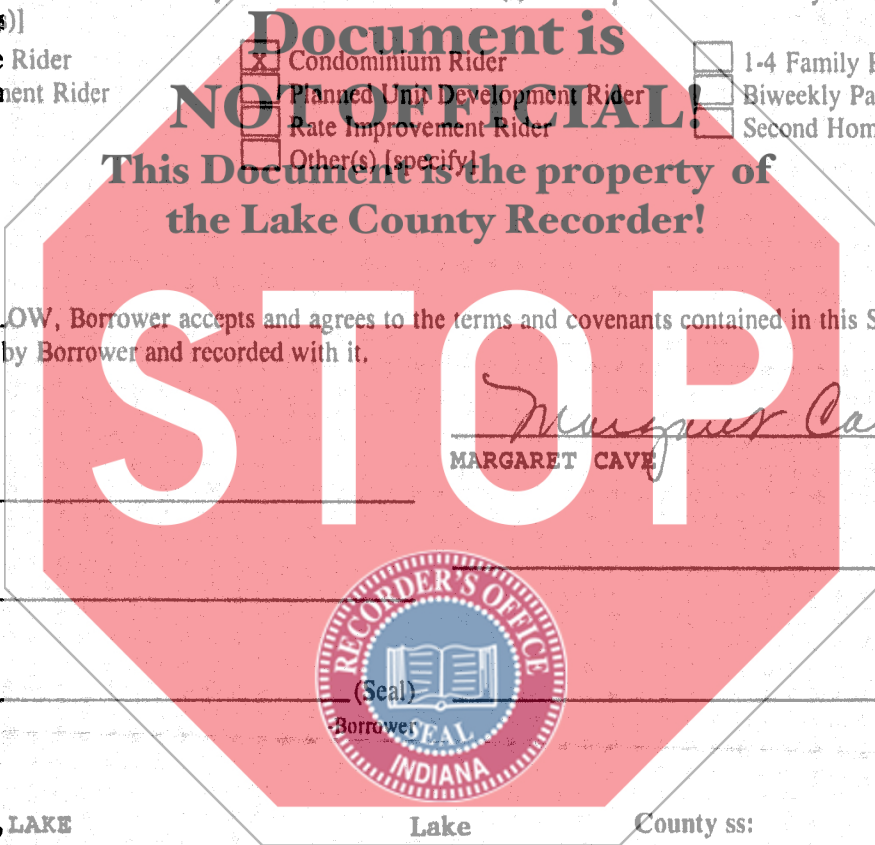 s)]
Document is
Rider
X Condominium Rider
1-4 Family
ment Rider
Planned Unit Development Rider
Biweekly Pa
NOT OFFICIAL!
Rate Improvement Rider
Second Hom
Other(s) [specify]
This Document is the property of
the Lake County Recorder!
LOW, Borrower accepts and agrees to the terms and covenants contained in this S
by Borrower and recorded with it.
STOP
Margaret Ca
MARGARET CAVE
RECORDER'S OFFICE
(Seal)
-Borrower
SEAL
INDIANA
, LAKE
Lake
County ss: